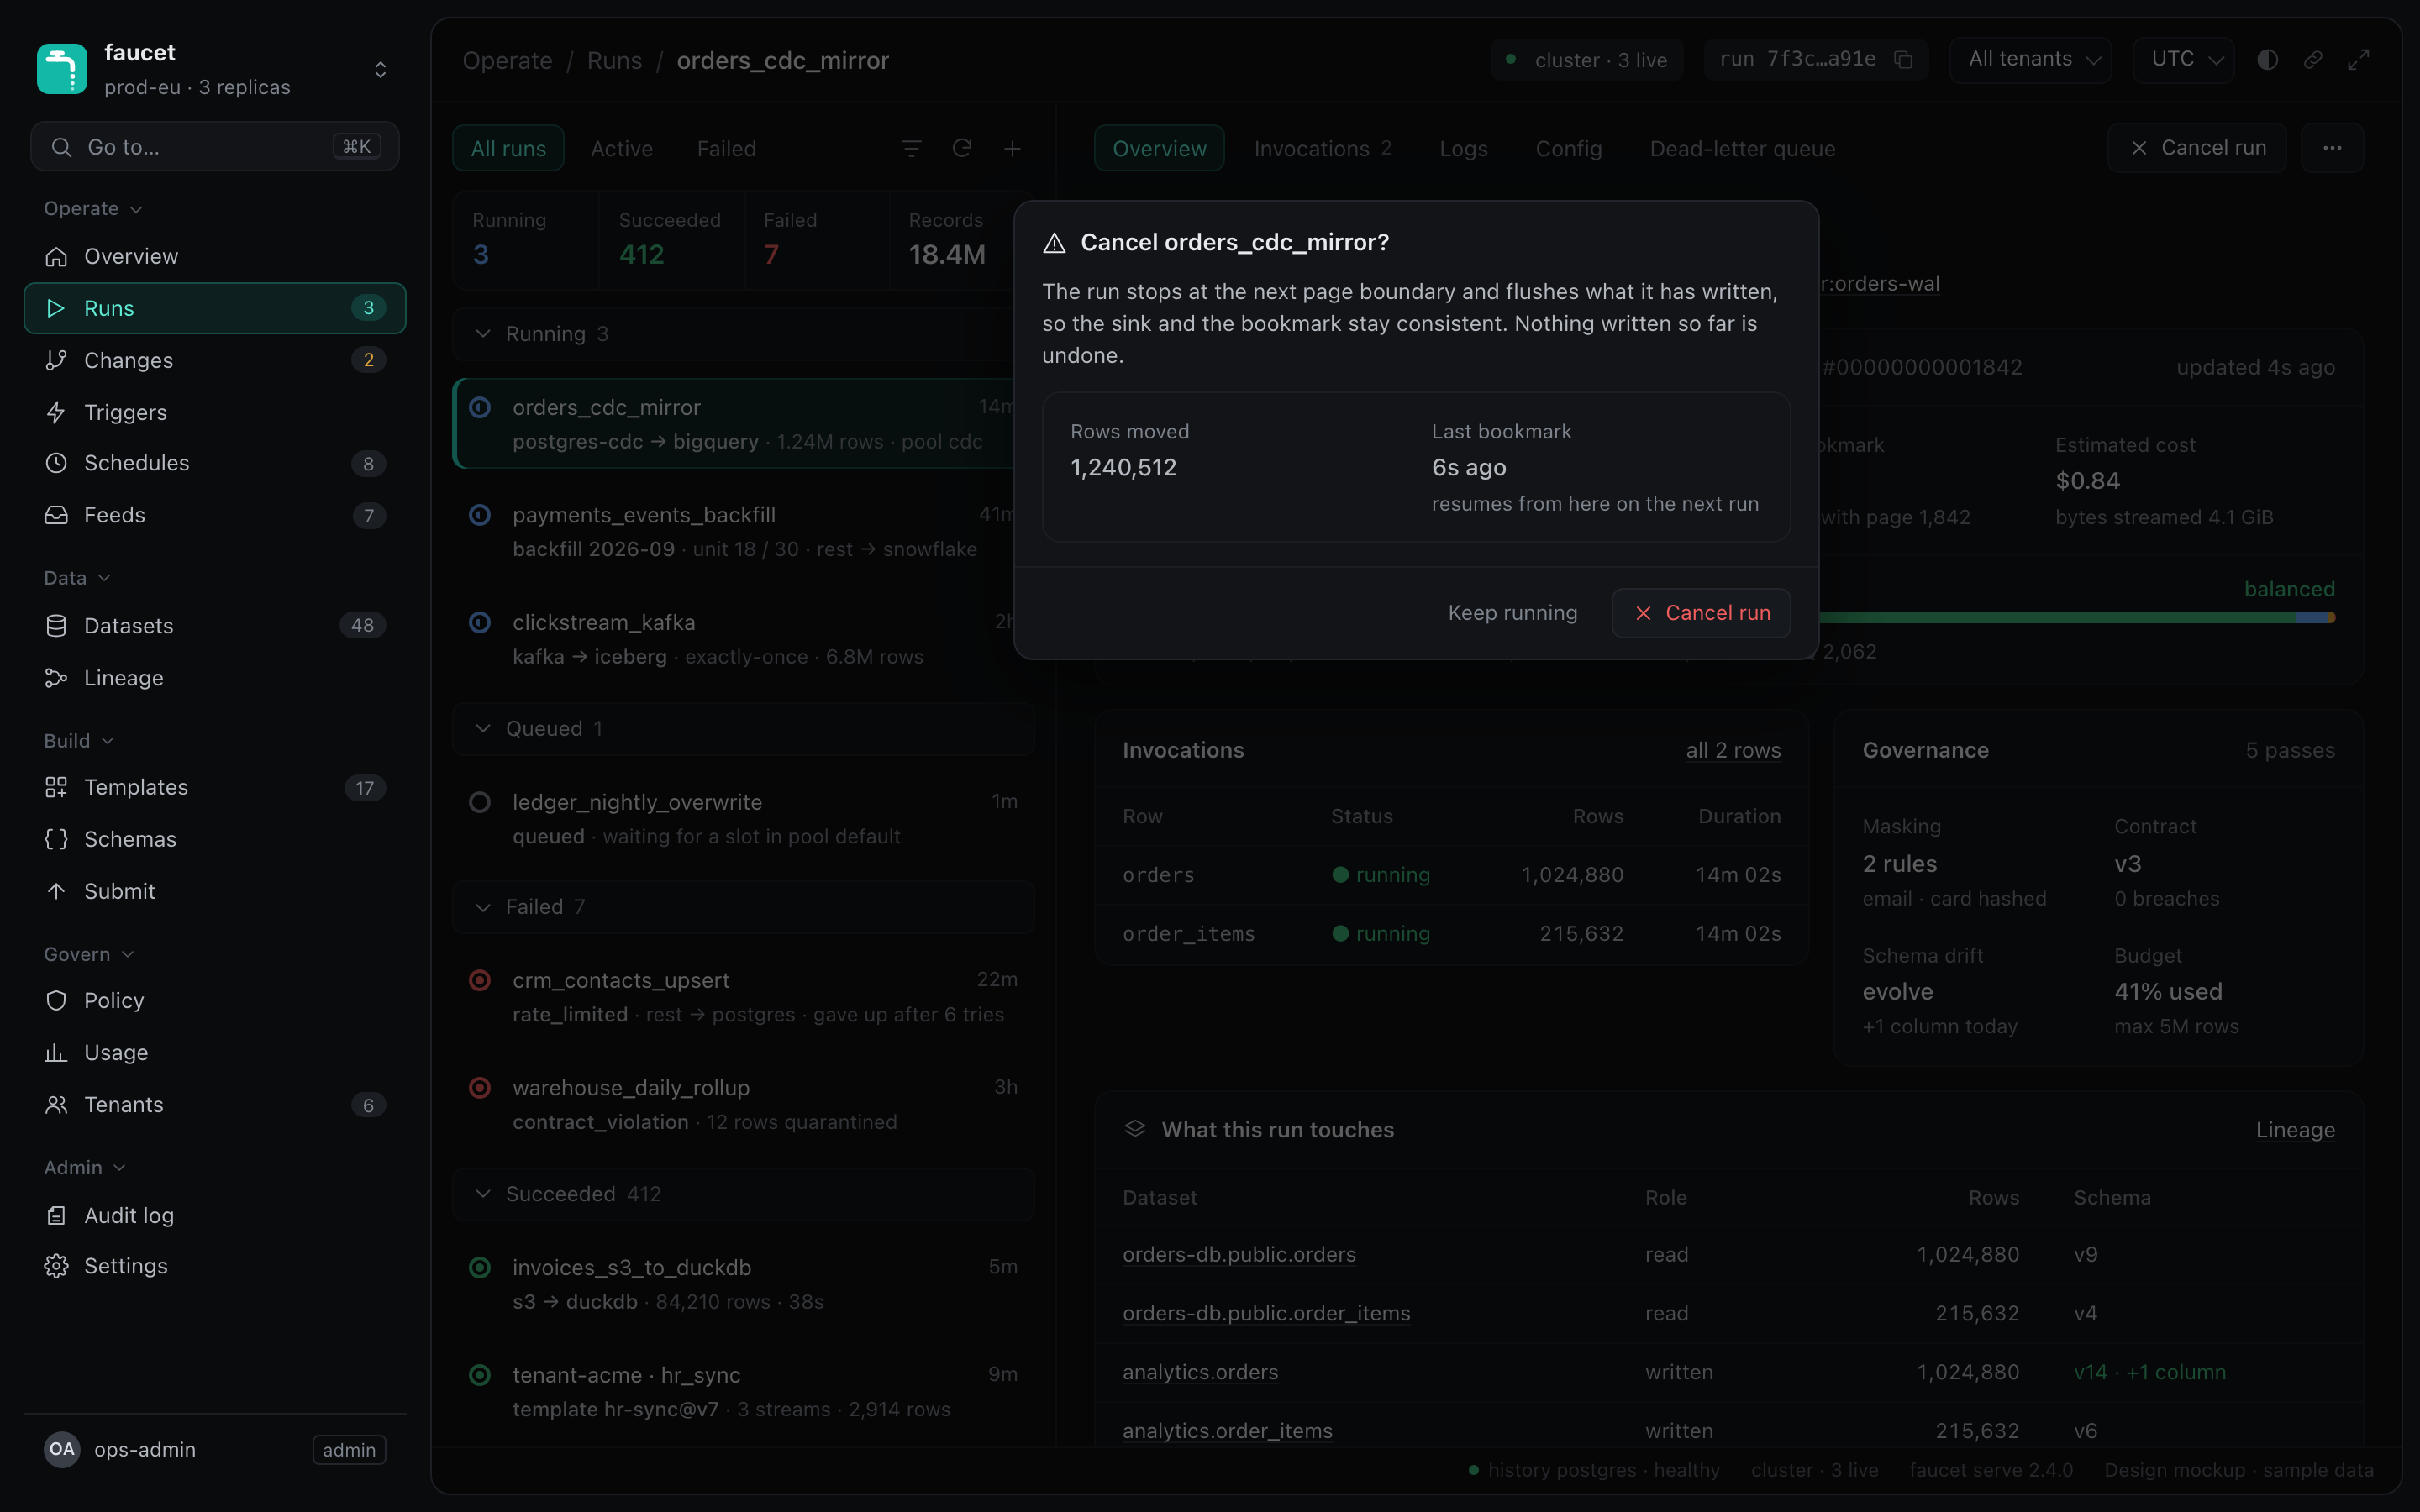 faucet
prod-eu · 3 replicas
Go to...
⌘K
Operate
Overview
Runs 3
Changes 2
Triggers
Schedules 8
Feeds 7
Data
Datasets 48
Lineage
Build
Templates 17
Schemas
Submit
Govern
Policy
Usage
Tenants 6
Admin
Audit log
Settings
OA ops-admin admin
Operate / Runs / orders_cdc_mirror
cluster · 3 live
run 7f3c…a91e
All tenants
UTC
All runs Active Failed
Running Succeeded Failed Records
3 412 7 18.4M
Running 3
orders_cdc_mirror 14m
postgres-cdc → bigquery · 1.24M rows · pool cdc
payments_events_backfill 41m
backfill 2026-09 · unit 18 / 30 · rest → snowflake
clickstream_kafka 2h
kafka → iceberg · exactly-once · 6.8M rows
Queued 1
ledger_nightly_overwrite 1m
queued · waiting for a slot in pool default
Failed 7
crm_contacts_upsert 22m
rate_limited · rest → postgres · gave up after 6 tries
warehouse_daily_rollup 3h
contract_violation · 12 rows quarantined
Succeeded 412
invoices_s3_to_duckdb 5m
s3 → duckdb · 84,210 rows · 38s
tenant-acme · hr_sync 9m
template hr-sync@v7 · 3 streams · 2,914 rows
Overview Invocations 2 Logs Config Dead-letter queue
Cancel run
Cancel orders_cdc_mirror?
The run stops at the next page boundary and flushes what it has written,
so the sink and the bookmark stay consistent. Nothing written so far is
undone.
Rows moved Last bookmark
1,240,512 6s ago
resumes from here on the next run
Keep running Cancel run
r:orders-wal
#00000000001842 updated 4s ago
okmark Estimated cost
$0.84
with page 1,842 bytes streamed 4.1 GiB
balanced
2,062
Invocations all 2 rows
Row Status Rows Duration
orders running 1,024,880 14m 02s
order_items running 215,632 14m 02s
Governance 5 passes
Masking Contract
2 rules v3
email · card hashed 0 breaches
Schema drift Budget
evolve 41% used
+1 column today max 5M rows
What this run touches Lineage
Dataset Role Rows Schema
orders-db.public.orders read 1,024,880 v9
orders-db.public.order_items read 215,632 v4
analytics.orders written 1,024,880 v14 · +1 column
analytics.order_items written 215,632 v6
history postgres · healthy cluster · 3 live faucet serve 2.4.0 Design mockup · sample data